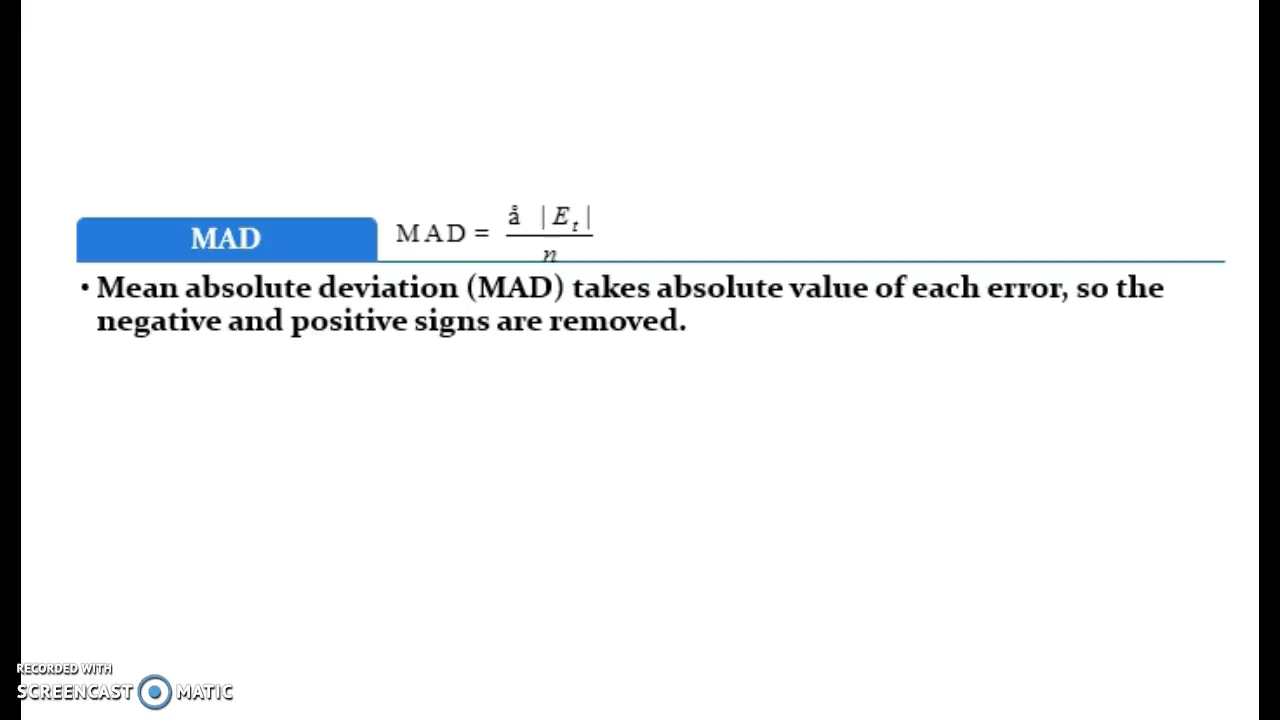 MAD
MAD = å |Et|
n
• Mean absolute deviation (MAD) takes absolute value of each error, so the
negative and positive signs are removed.
RECORDED WITH
SCREENCAST MATIC